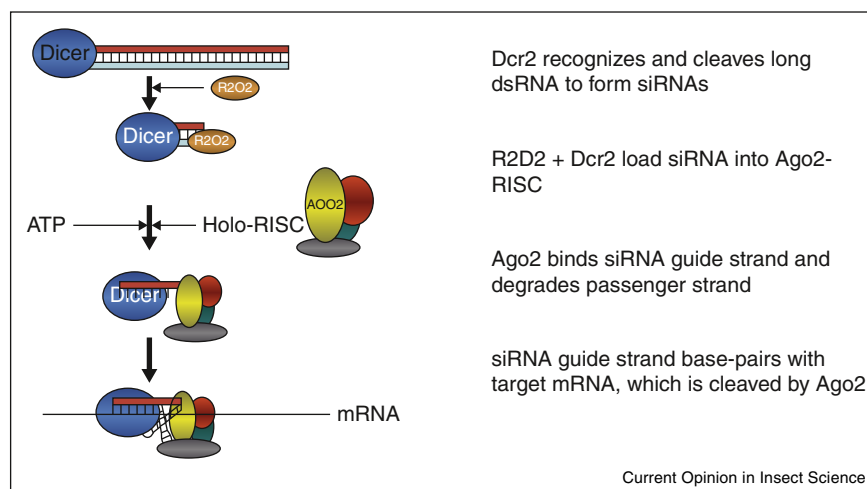 Dicer
R2O2
Dicer
R2O2
ATP
Holo-RISC
AOO2
Dicer
mRNA
Dcr2 recognizes and cleaves long
dsRNA to form siRNAs
R2D2 + Dcr2 load siRNA into Ago2-
RISC
Ago2 binds siRNA guide strand and
degrades passenger strand
siRNA guide strand base-pairs with
target mRNA, which is cleaved by Ago2
Current Opinion in Insect Science